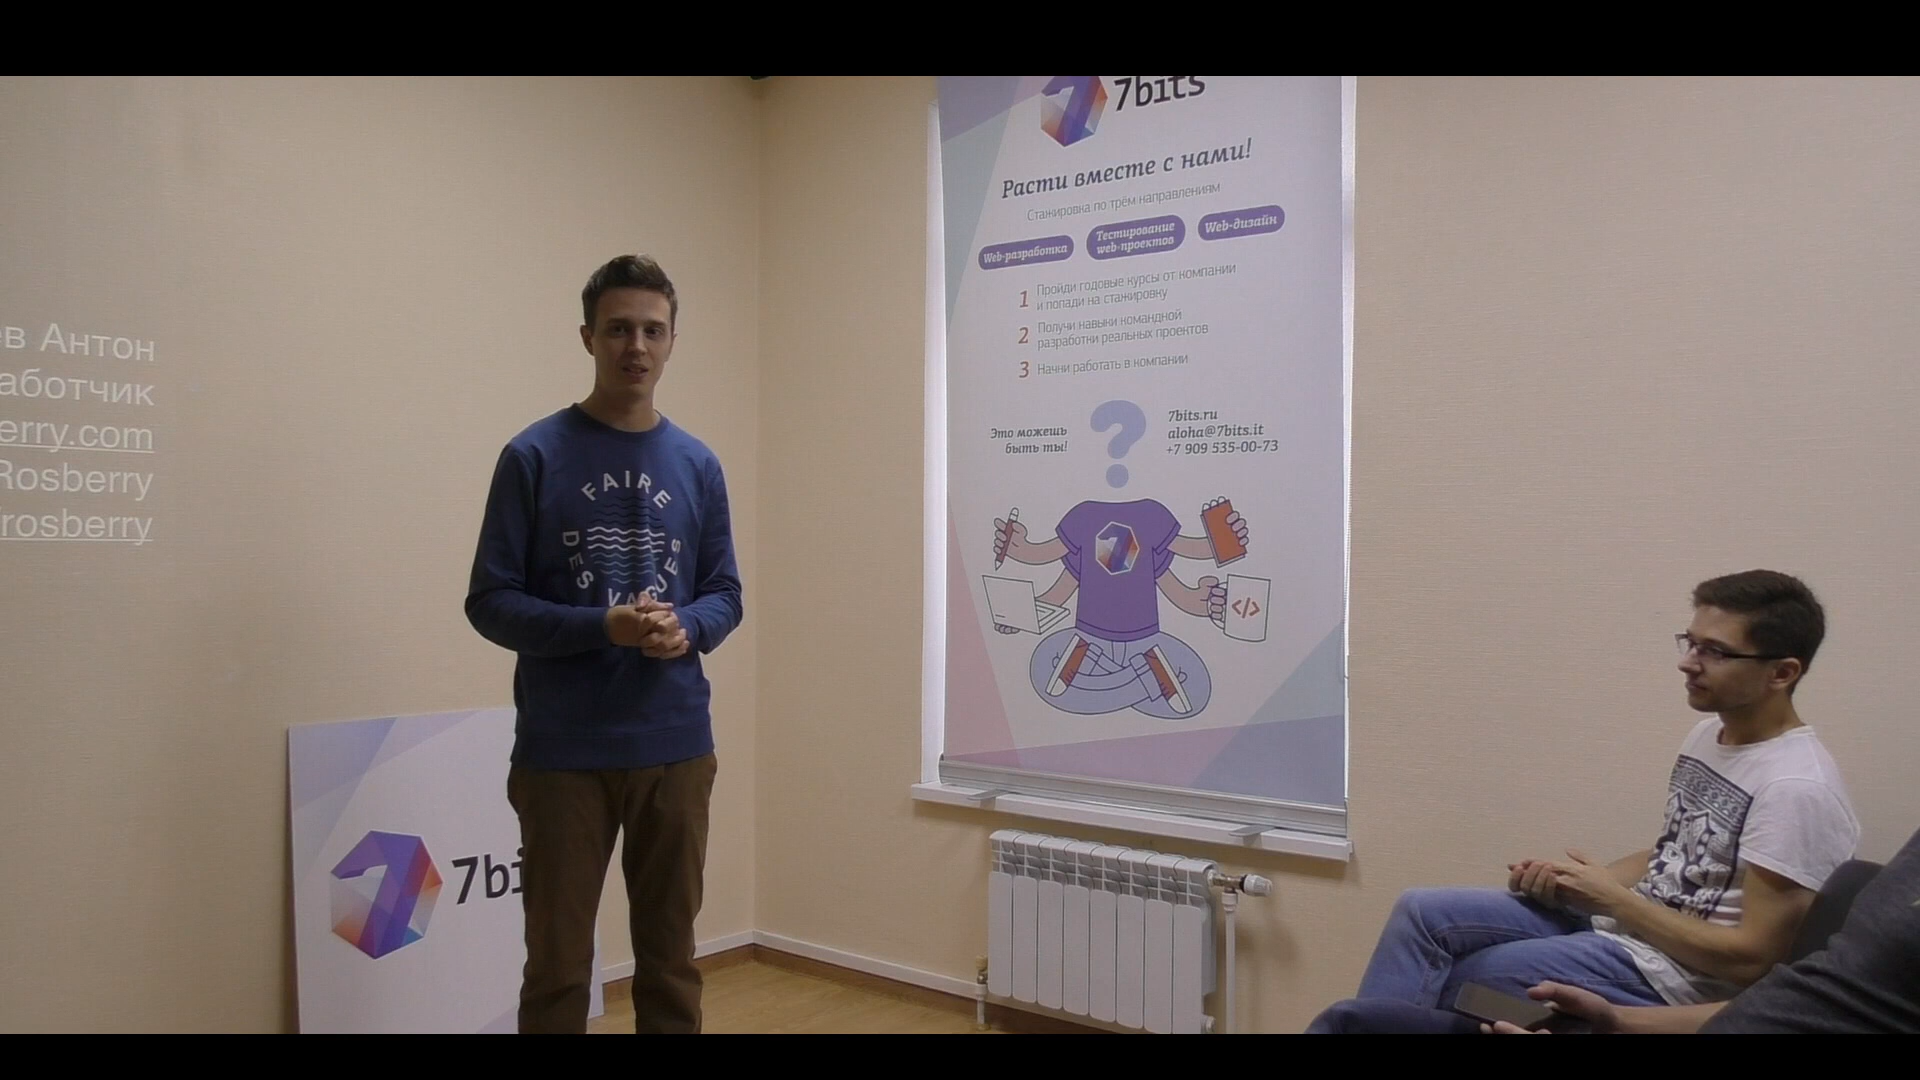 7bits
Расти вместе с нами!
Стажировка по трём направлениям
Web-разработка
Тестирование
web-проектов
Web-дизайн
1 Пройди годовые курсы от компании
и попади на стажировку
2 Получи навыки командной
разработки реальных проектов
3 Начни работать в компании
Это можешь
быть ты!
?
7bits.ru
aloha@7bits.it
+7 909 535-00-73
</>
ев Антон
аботчик
erry.com
Rosberry
rosberry
FAIRE
DES VAGUES
7bi